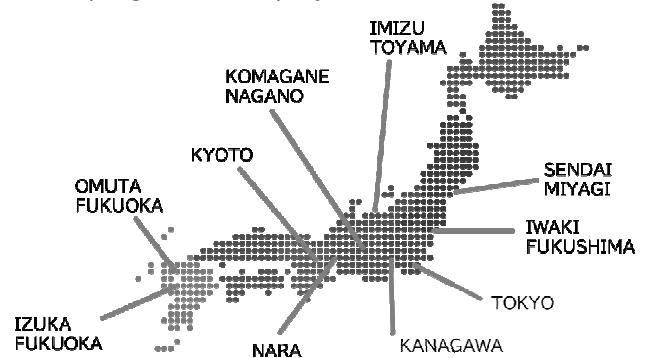 IMIZU
TOYAMA
KOMAGANE
NAGANO
KYOTO
OMUTA
FUKUOKA
SENDAI
MIYAGI
IWAKI
FUKUSHIMA
TOKYO
IZUKA
FUKUOKA
NARA
KANAGAWA